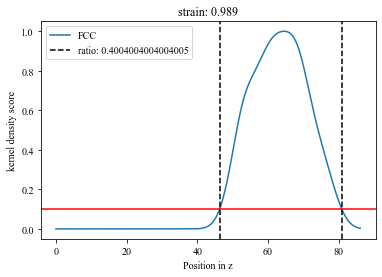 strain: 0.989
FCC
ratio: 0.4004004004004005
kernel density score
1.0
0.8
0.6
0.4
0.2
0.0
0 20 40 60 80
Position in z